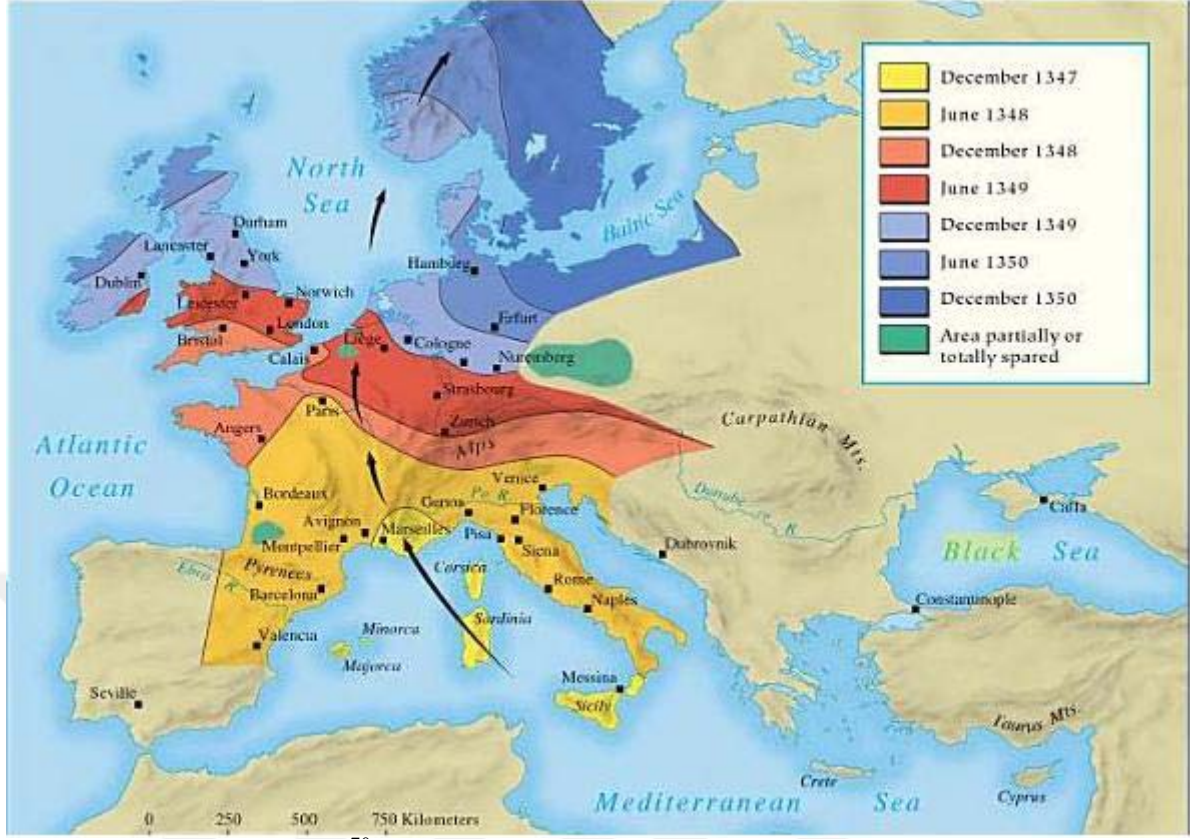 December 1347
June 1348
December 1348
June 1349
December 1349
June 1350
December 1350
Area partially or
totally spared
North
Sea
Baltic Sea
Durham
Lancaster
York
Dublin
Hamburg
Leicester
Norwich
London
Bristol
Calais
Liège
Cologne
Erfurt
Nuremberg
Strasbourg
Paris
Zurich
Angers
Alps
Carpathian Mts.
Atlantic
Ocean
Venice
Po R.
Danube R.
Bordeaux
Genoa
Florence
Caffa
Avignon
Marseilles
Montpellier
Pisa
Siena
Dubrovnik
Black Sea
Ebro R.
Pyrenees
Corsica
Barcelona
Rome
Naples
Constantinople
Valencia
Minorca
Sardinia
Majorca
Messina
Sicily
Seville
Taurus Mts.
Crete
Cyprus
Mediterranean Sea
0 250 500 750 Kilometers